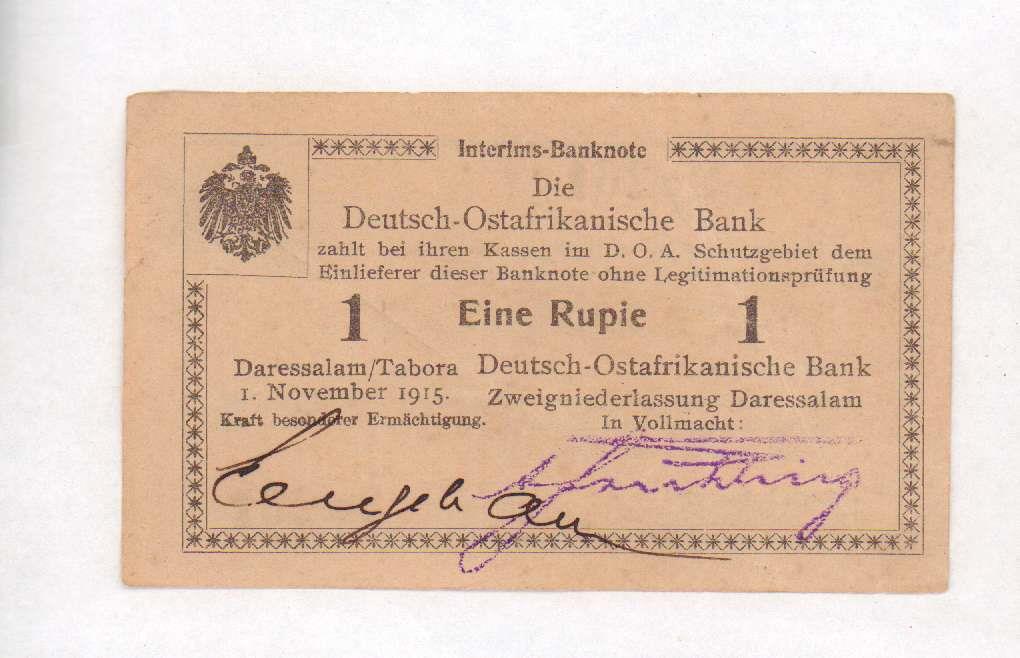 Interims-Banknote
Die
Deutsch-Ostafrikanische Bank
zahlt bei ihren Kassen im D. O. A. Schutzgebiet dem
Einlieferer dieser Banknote ohne Legitimationsprüfung
1 Eine Rupie 1
Daressalam/Tabora
1. November 1915.
Kraft besonderer Ermächtigung.
Deutsch-Ostafrikanische Bank
Zweigniederlassung Daressalam
In Vollmacht: